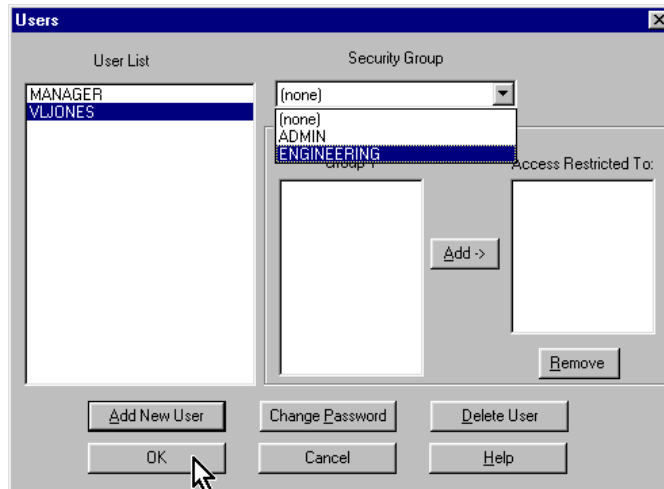 Users
User List
Security Group
MANAGER
VLJONES
(none)
(none)
ADMIN
ENGINEERING
Access Restricted To:
Add ->
Remove
Add New User
Change Password
Delete User
OK
Cancel
Help